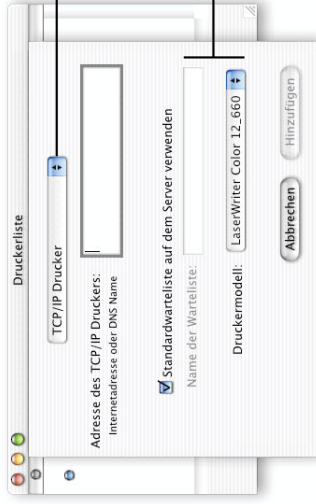 Druckerliste
TCP/IP Drucker
Adresse des TCP/IP Druckers:
Internetadresse oder DNS Name
Standardwarteliste auf dem Server verwenden
Name der Warteliste:
Druckermodell:
LaserWriter Color 12_660
Abbrechen
Hinzufügen